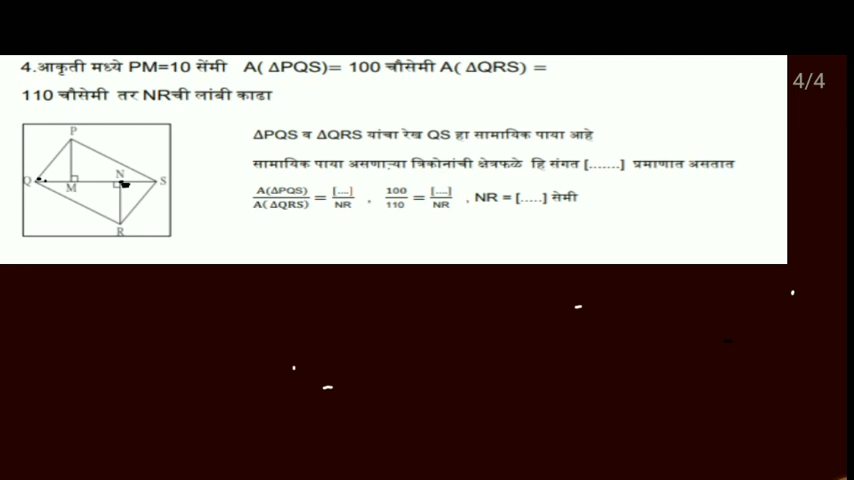 4.आकृती मध्ये PM=10 सेंमी A( ΔPQS)= 100 चौसेमी A( ΔQRS) =
110 चौसेमी तर NRची लांबी काढा
4/4
ΔPQS व ΔQRS यांचा रेख QS हा सामायिक पाया आहे
सामायिक पाया असणाऱ्या त्रिकोनांची क्षेत्रफळे हि संगत [.......] प्रमाणात असतात
A(ΔPQS)/A(ΔQRS) = [....]/NR , 100/110 = [....]/NR , NR = [.....] सेमी
P
Q M N S
R